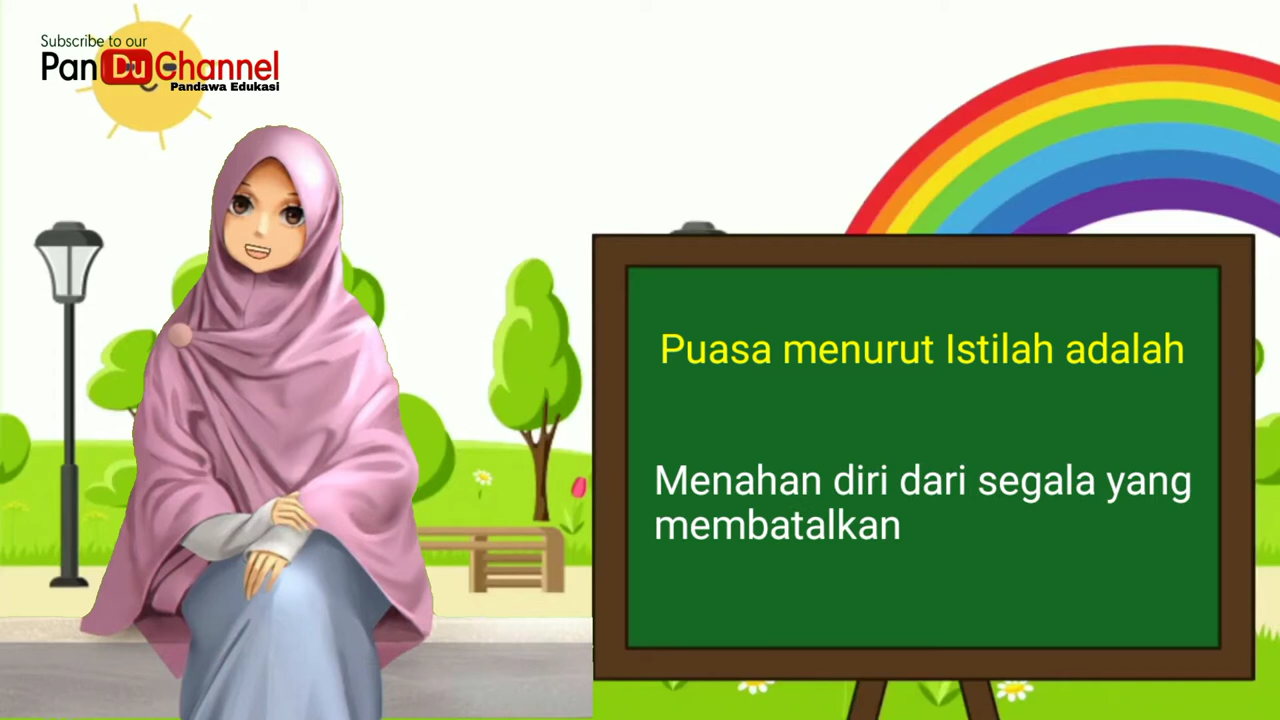 Subscribe to our
PanDuChannel
Pandawa Edukasi
Puasa menurut Istilah adalah
Menahan diri dari segala yang
membatalkan